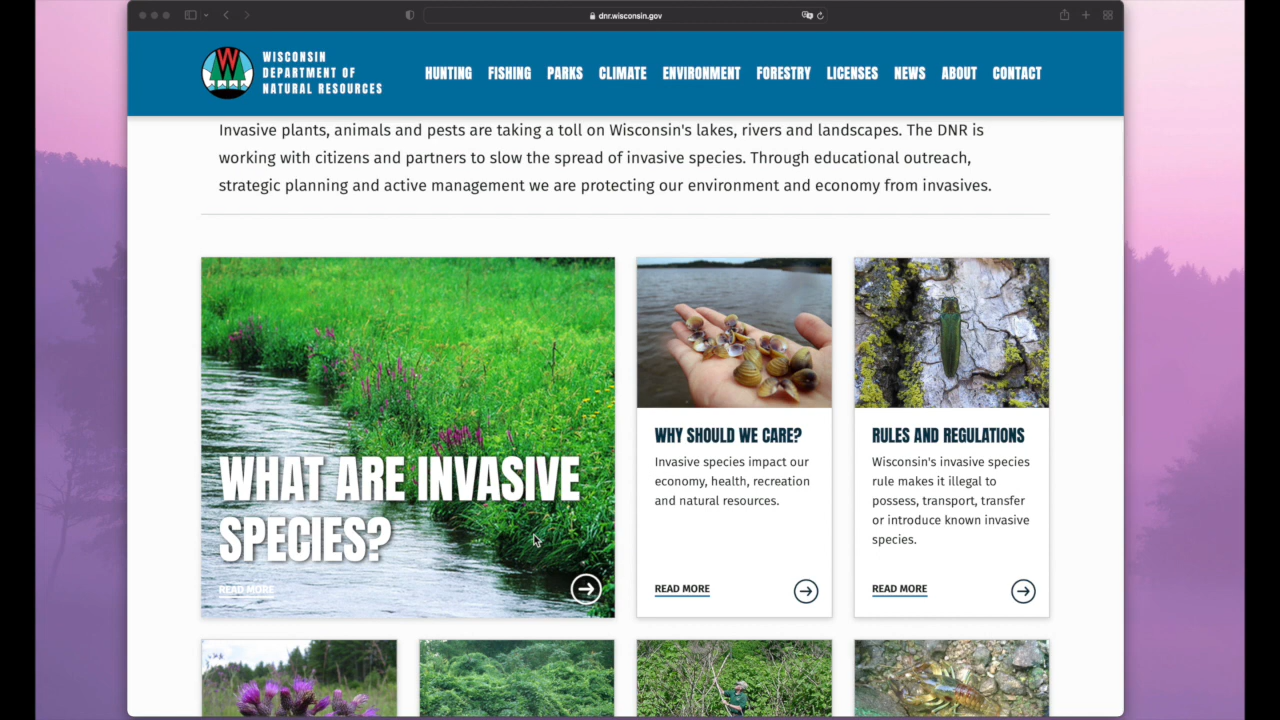 dnr.wisconsin.gov
WISCONSIN
DEPARTMENT OF
NATURAL RESOURCES
HUNTING FISHING PARKS CLIMATE ENVIRONMENT FORESTRY LICENSES NEWS ABOUT CONTACT
Invasive plants, animals and pests are taking a toll on Wisconsin's lakes, rivers and landscapes. The DNR is
working with citizens and partners to slow the spread of invasive species. Through educational outreach,
strategic planning and active management we are protecting our environment and economy from invasives.
WHAT ARE INVASIVE
SPECIES?
READ MORE
WHY SHOULD WE CARE?
Invasive species impact our
economy, health, recreation
and natural resources.
READ MORE
RULES AND REGULATIONS
Wisconsin's invasive species
rule makes it illegal to
possess, transport, transfer
or introduce known invasive
species.
READ MORE